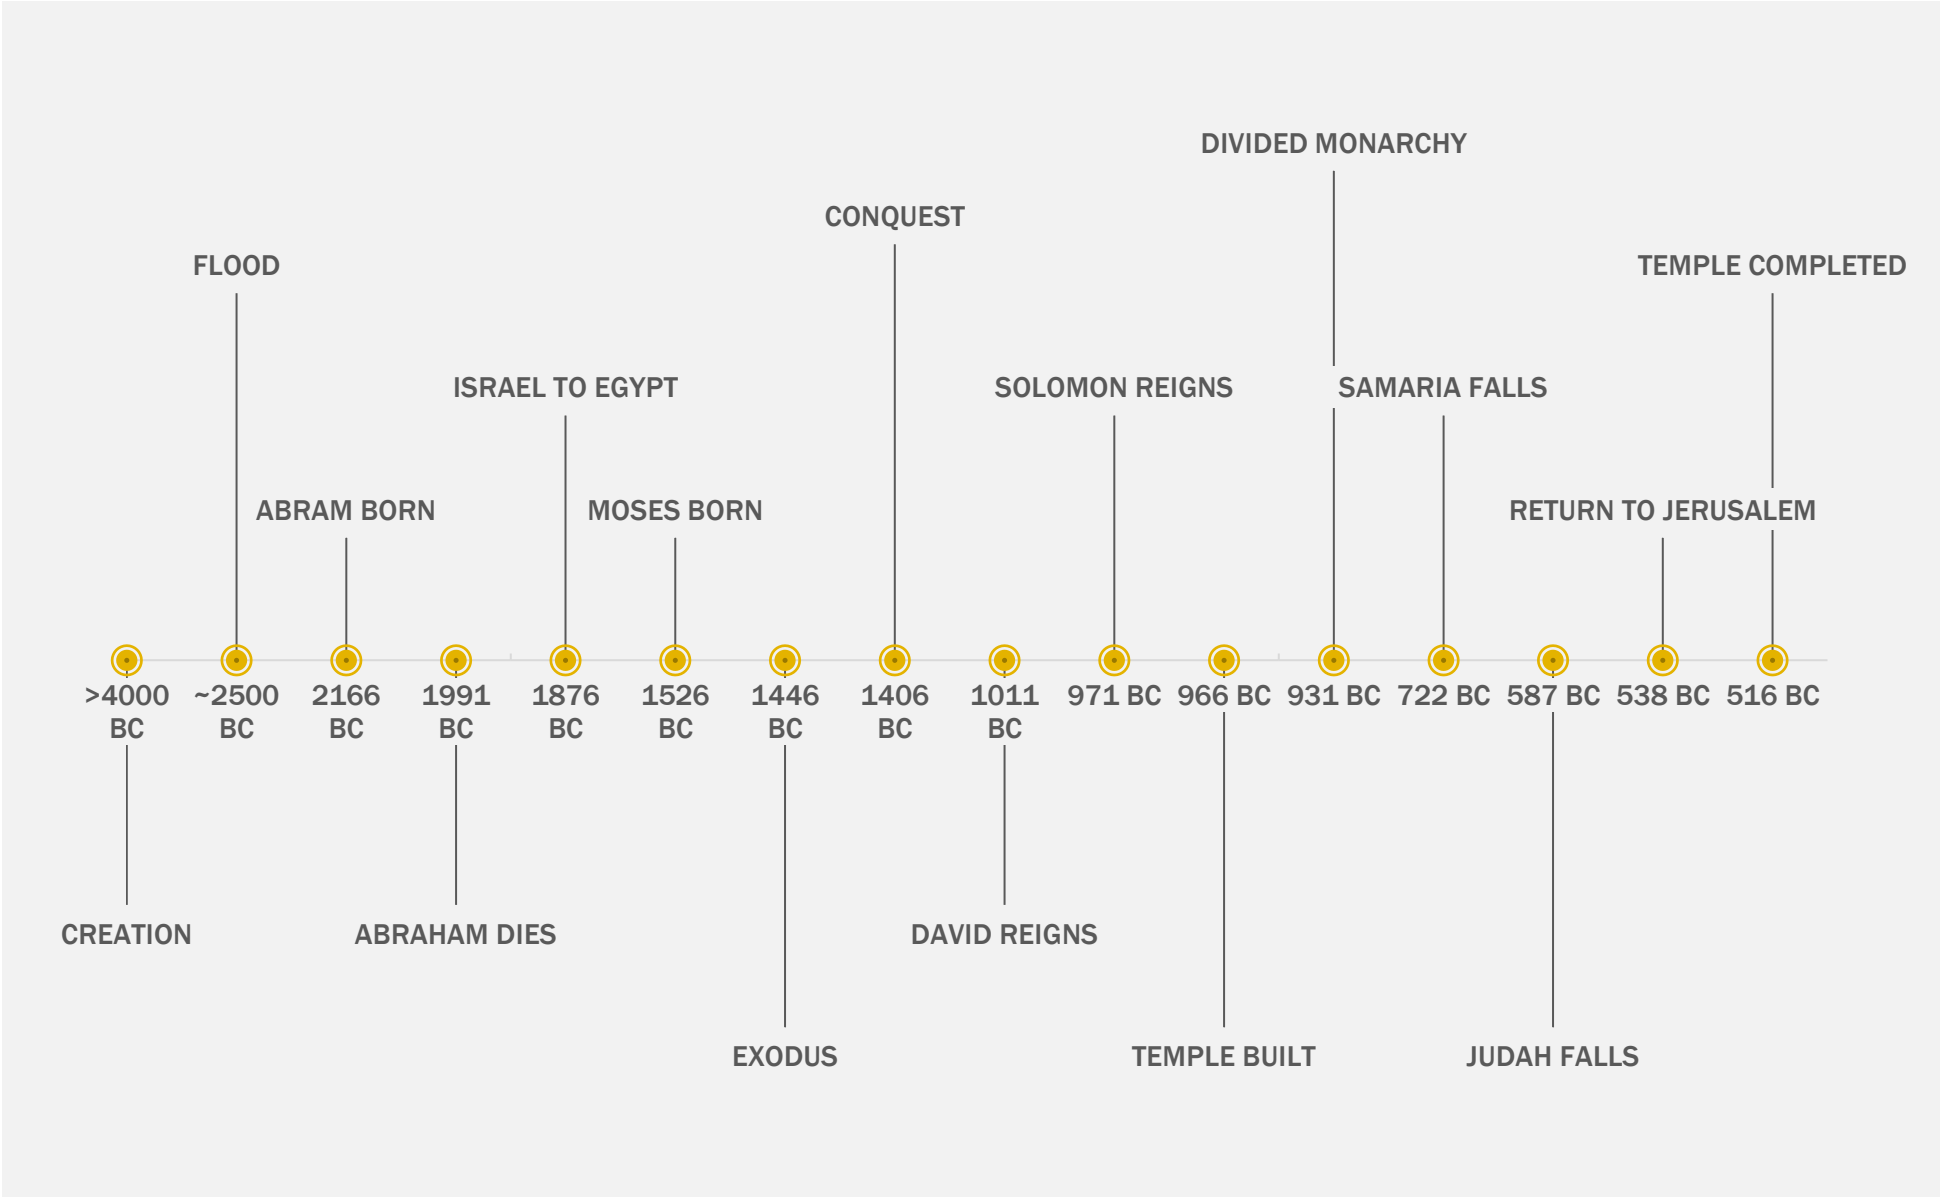 DIVIDED MONARCHY
CONQUEST
FLOOD
TEMPLE COMPLETED
ISRAEL TO EGYPT
SOLOMON REIGNS
SAMARIA FALLS
ABRAM BORN
MOSES BORN
RETURN TO JERUSALEM
>4000
BC
~2500
BC
2166
BC
1991
BC
1876
BC
1526
BC
1446
BC
1406
BC
1011
BC
971 BC
966 BC
931 BC
722 BC
587 BC
538 BC
516 BC
CREATION
ABRAHAM DIES
DAVID REIGNS
EXODUS
TEMPLE BUILT
JUDAH FALLS